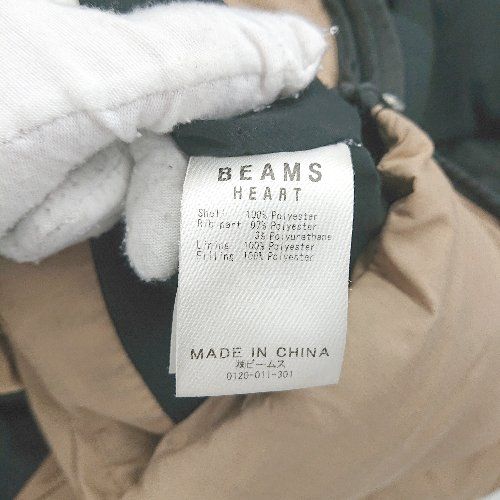 BEAMS
HEART
Shell 100% Polyester
Rib part Polyester
3% Polyurethane
Lining 100% Polyester
Filling 100% Polyester
MADE IN CHINA
㈱ビームス
0120-011-301